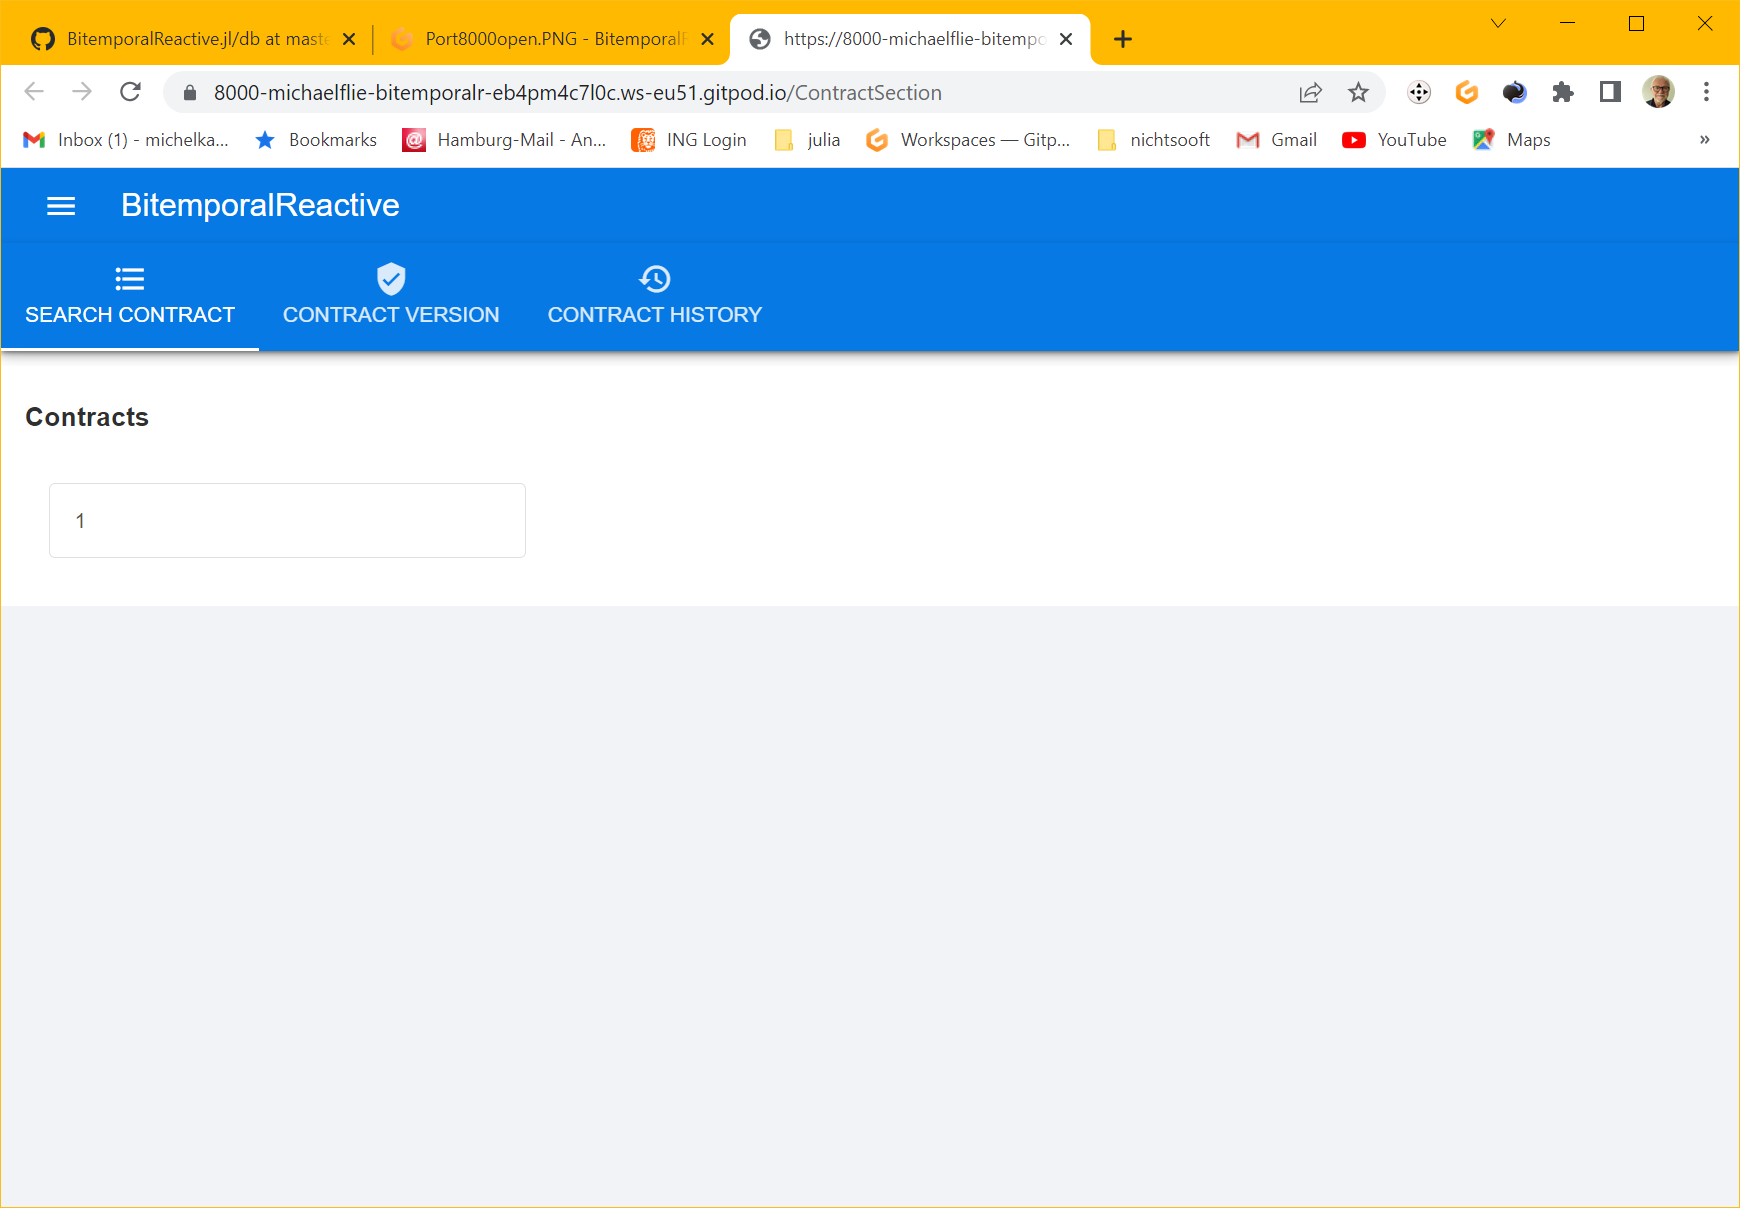 BitemporalReactive.jl/db at maste
Port8000open.PNG - BitemporalR
https://8000-michaelflie-bitempo
8000-michaelflie-bitemporalr-eb4pm4c7l0c.ws-eu51.gitpod.io/ContractSection
Inbox (1) - michelka... Bookmarks Hamburg-Mail - An... ING Login julia Workspaces — Gitp... nichtsooft Gmail YouTube Maps »
BitemporalReactive
SEARCH CONTRACT CONTRACT VERSION CONTRACT HISTORY
Contracts
1